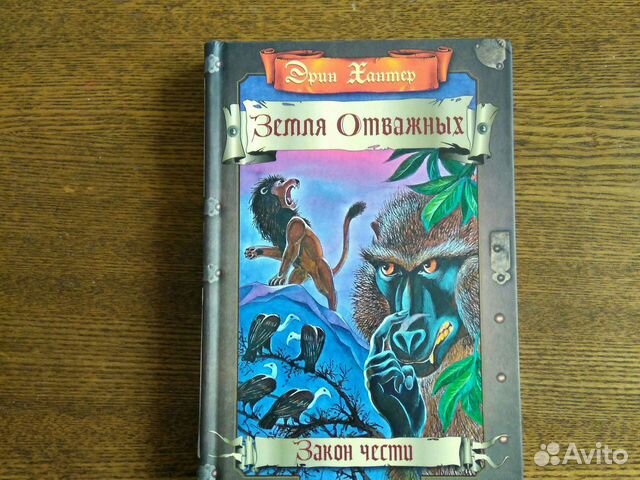 Эрин Хантер
Земля Отважных
Закон чести
Avito